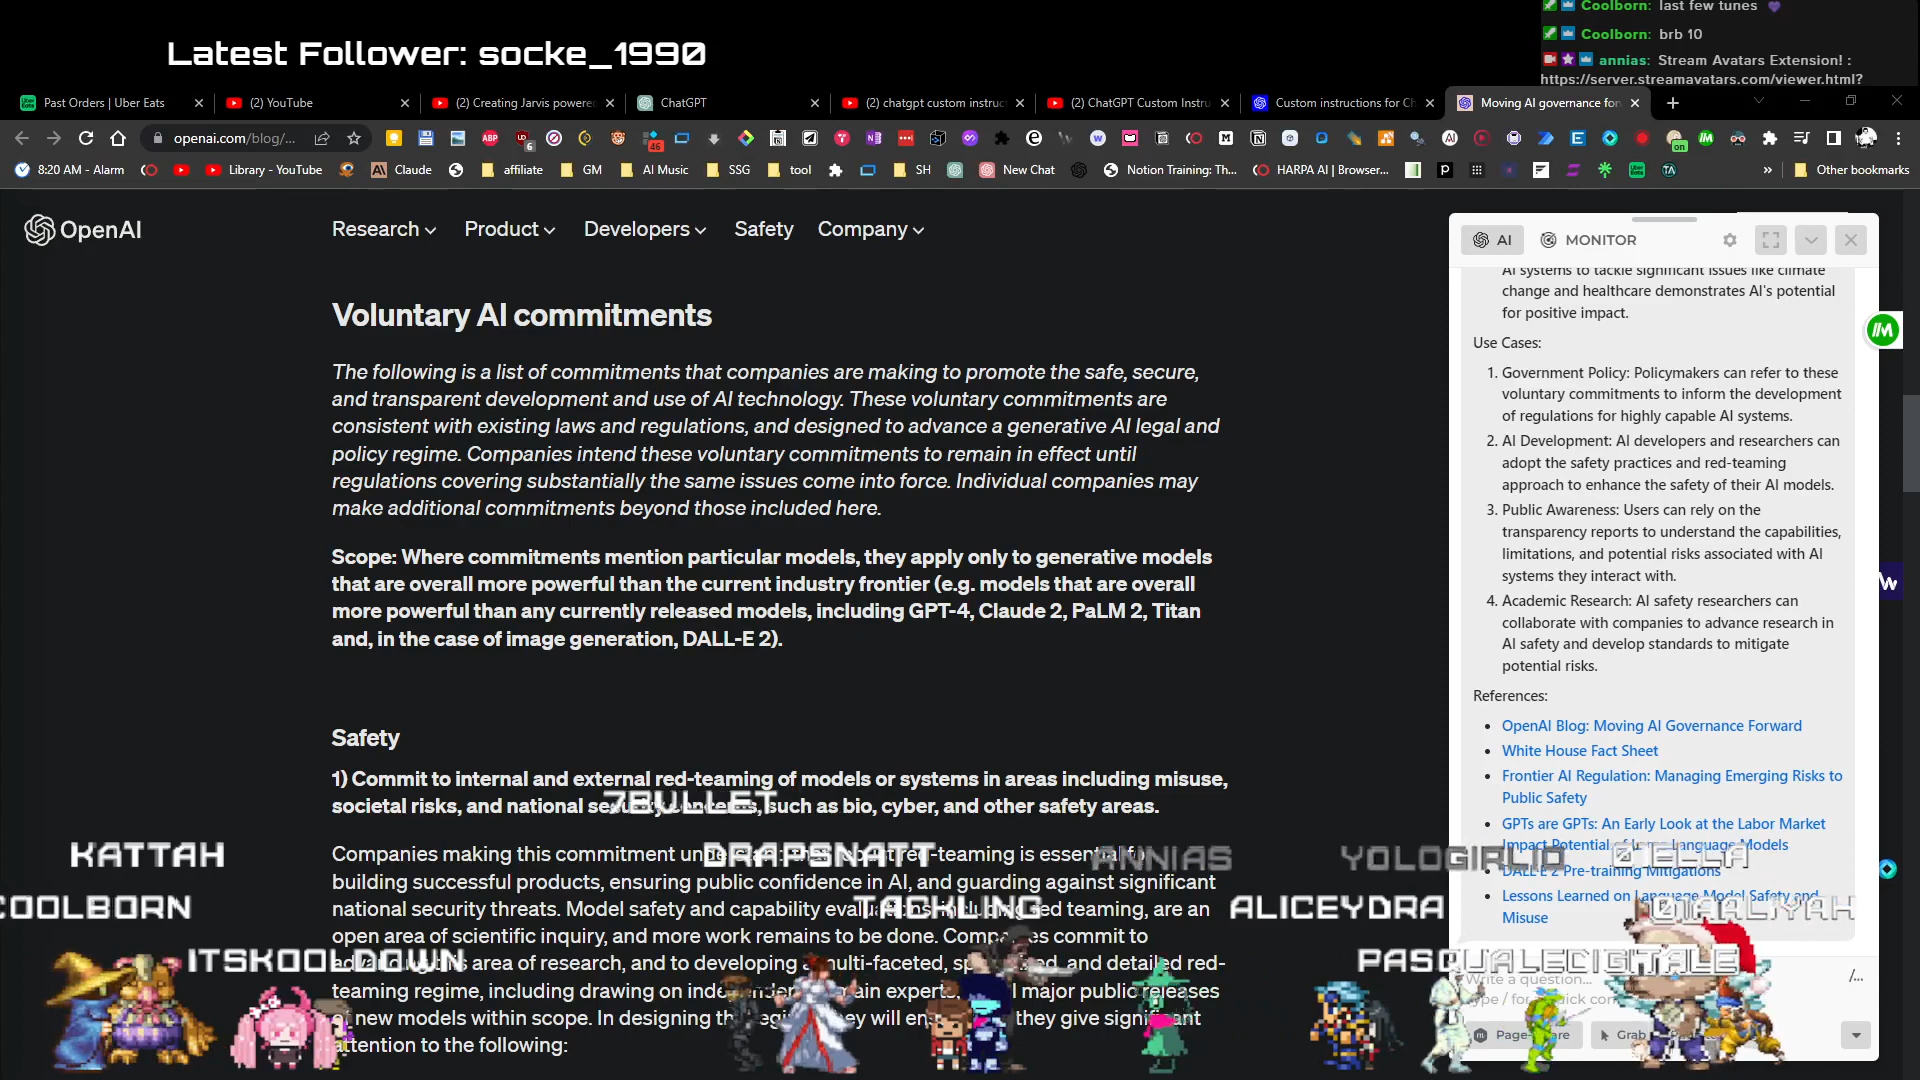 Coolborn: last few tunes
Coolborn: brb 10
annias: Stream Avatars Extension! :
https://server.streamavatars.com/viewer.html?
Latest Follower: socke_1990
Past Orders | Uber Eats
(2) YouTube
(2) Creating Jarvis powere
ChatGPT
(2) chatgpt custom instruc
(2) ChatGPT Custom Instru
Custom instructions for Ch
Moving AI governance for
openai.com/blog/...
8:20 AM - Alarm
Library - YouTube
Claude
affiliate
GM
AI Music
SSG
tool
SH
New Chat
Notion Training: Th...
HARPA AI | Browser...
Other bookmarks
OpenAI
Research
Product
Developers
Safety
Company
Voluntary AI commitments
The following is a list of commitments that companies are making to promote the safe, secure,
and transparent development and use of AI technology. These voluntary commitments are
consistent with existing laws and regulations, and designed to advance a generative AI legal and
policy regime. Companies intend these voluntary commitments to remain in effect until
regulations covering substantially the same issues come into force. Individual companies may
make additional commitments beyond those included here.
Scope: Where commitments mention particular models, they apply only to generative models
that are overall more powerful than the current industry frontier (e.g. models that are overall
more powerful than any currently released models, including GPT-4, Claude 2, PaLM 2, Titan
and, in the case of image generation, DALL-E 2).
Safety
1) Commit to internal and external red-teaming of models or systems in areas including misuse,
societal risks, and national security concerns, such as bio, cyber, and other safety areas.
Companies making this commitment understand that robust red-teaming is essential for
building successful products, ensuring public confidence in AI, and guarding against significant
national security threats. Model safety and capability evaluations, including red teaming, are an
open area of scientific inquiry, and more work remains to be done. Companies commit to
this area of research, and to developing a multi-faceted, and detailed red-
teaming regime, including drawing on independent domain experts, major public releases
of new models within scope. In designing the regime, they will ensure they give significant
attention to the following:
AI
MONITOR
AI systems to tackle significant issues like climate
change and healthcare demonstrates AI's potential
for positive impact.
Use Cases:
1. Government Policy: Policymakers can refer to these
voluntary commitments to inform the development
of regulations for highly capable AI systems.
2. AI Development: AI developers and researchers can
adopt the safety practices and red-teaming
approach to enhance the safety of their AI models.
3. Public Awareness: Users can rely on the
transparency reports to understand the capabilities,
limitations, and potential risks associated with AI
systems they interact with.
4. Academic Research: AI safety researchers can
collaborate with companies to advance research in
AI safety and develop standards to mitigate
potential risks.
References:
OpenAI Blog: Moving AI Governance Forward
White House Fact Sheet
Frontier AI Regulation: Managing Emerging Risks to
Public Safety
GPTs are GPTs: An Early Look at the Labor Market
Impact Potential of Large Language Models
DALL·E 2 Pre-training Mitigations
Lessons Learned on Language Model Safety and
Misuse
Write a question...
/...
Grab
7BULLET
KATTAH
DRAPSNATT
ANNIAS
YOLOGIRLIO
COOLBORN
TASHLING
ALICEYDRA
ITSKOOLDOWN
PASQUALEDIGITALE